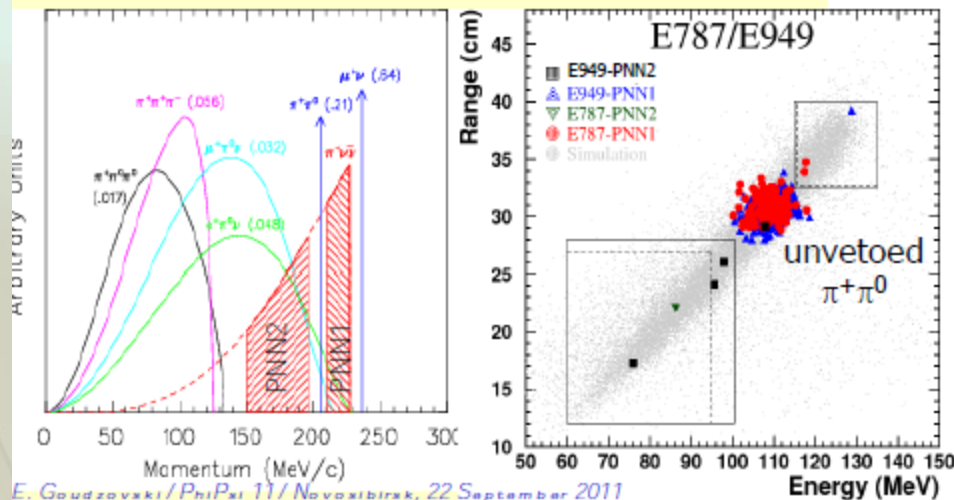 Arbitrary Units
π⁺π⁺π⁻ (.056)
π⁺π⁰π⁰
(.017)
μ⁺π⁰ν (.032)
e⁺π⁰ν (.048)
π⁺π⁰ (.21)
μ⁺ν (.64)
π⁺νν̄
PNN2
PNN1
0 50 100 150 200 250 300
Momentum (MeV/c)
Range (cm)
E787/E949
E949-PNN2
E949-PNN1
E787-PNN2
E787-PNN1
Simulation
unvetoed
π⁺π⁰
45
40
35
30
25
20
15
10
50 60 70 80 90 100 110 120 130 140 150
Energy (MeV)
E. Goudzovski / PhiPsi 11 / Novosibirsk, 22 September 2011